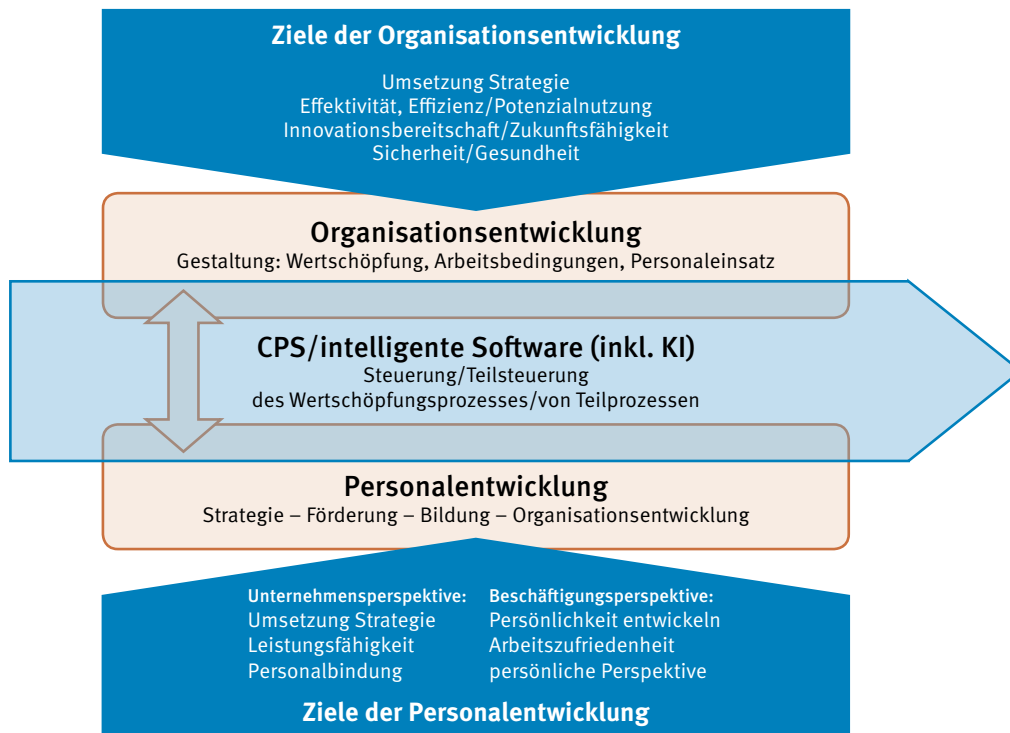 Ziele der Organisationsentwicklung
Umsetzung Strategie
Effektivität, Effizienz/Potenzialnutzung
Innovationsbereitschaft/Zukunftsfähigkeit
Sicherheit/Gesundheit
Organisationsentwicklung
Gestaltung: Wertschöpfung, Arbeitsbedingungen, Personaleinsatz
CPS/intelligente Software (inkl. KI)
Steuerung/Teilsteuerung
des Wertschöpfungsprozesses/von Teilprozessen
Personalentwicklung
Strategie – Förderung – Bildung – Organisationsentwicklung
Unternehmensperspektive:
Umsetzung Strategie
Leistungsfähigkeit
Personalbindung
Beschäftigungsperspektive:
Persönlichkeit entwickeln
Arbeitszufriedenheit
persönliche Perspektive
Ziele der Personalentwicklung